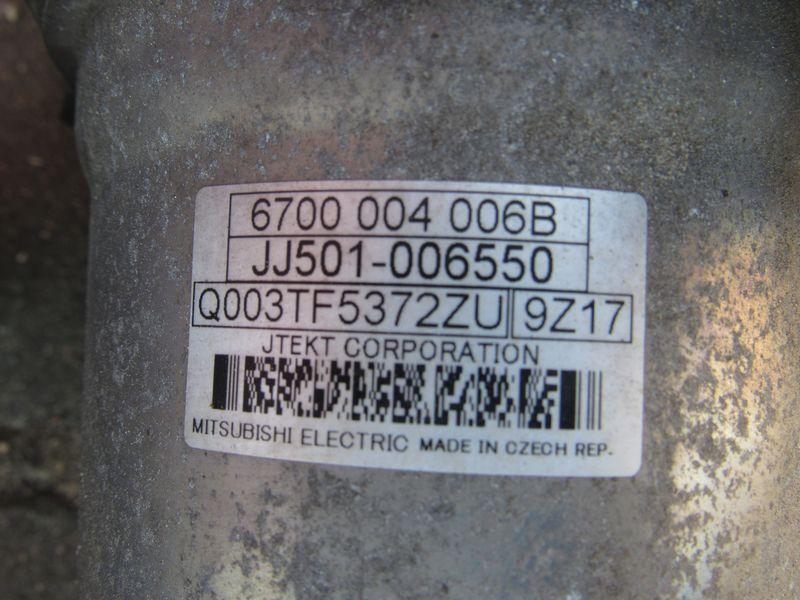 6700 004 006B
JJ501-006550
Q003TF5372ZU 9Z17
JTEKT CORPORATION
MITSUBISHI ELECTRIC MADE IN CZECH REP.